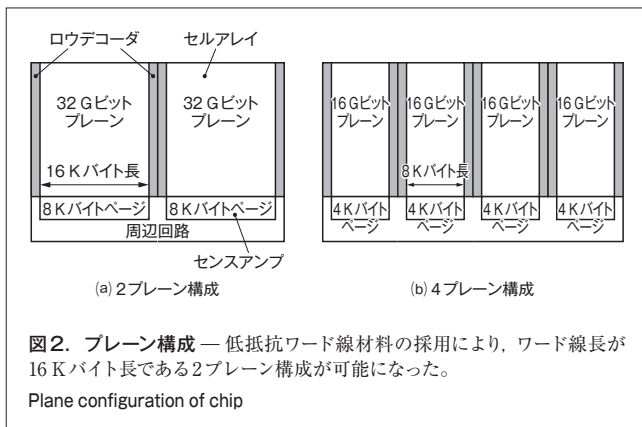 ロウデコーダ
セルアレイ
32 Gビット
プレーン
32 Gビット
プレーン
16 Kバイト長
8 Kバイトページ
8 Kバイトページ
周辺回路
センスアンプ
(a) 2プレーン構成
16 Gビット
プレーン
16 Gビット
プレーン
16 Gビット
プレーン
16 Gビット
プレーン
8 Kバイト長
4 Kバイト
ページ
4 Kバイト
ページ
4 Kバイト
ページ
4 Kバイト
ページ
(b) 4プレーン構成
図2. プレーン構成 — 低抵抗ワード線材料の採用により, ワード線長が
16 Kバイト長である2プレーン構成が可能になった。
Plane configuration of chip